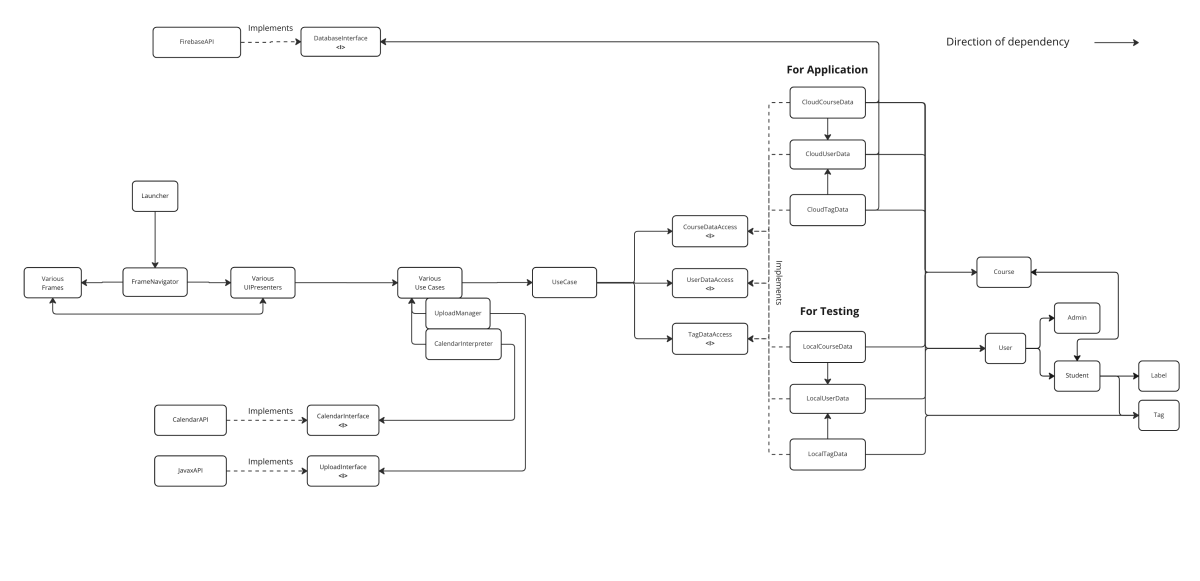 Implements
FirebaseAPI
DatabaseInterface
<I>
Direction of dependency
For Application
CloudCourseData
CloudUserData
CloudTagData
Launcher
CourseDataAccess
<I>
Various
Frames
FrameNavigator
Various
UIPresenters
Various
Use Cases
UseCase
UserDataAccess
<I>
Implements
Course
UploadManager
For Testing
Admin
CalendarInterpreter
TagDataAccess
<I>
LocalCourseData
User
Student
Label
LocalUserData
Tag
CalendarAPI
Implements
CalendarInterface
<I>
LocalTagData
JavaxAPI
Implements
UploadInterface
<I>